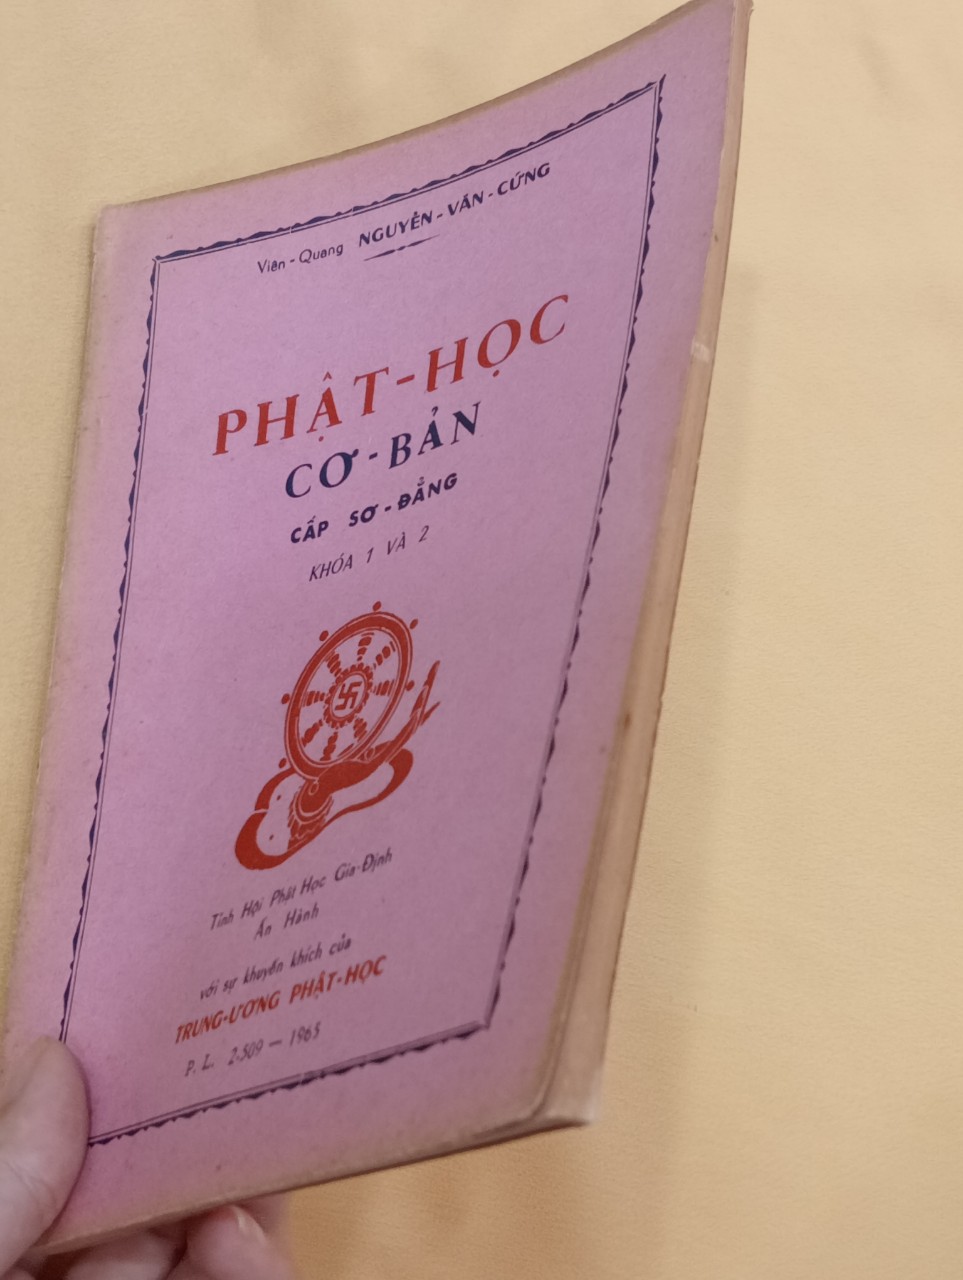 Viên - Quang NGUYỄN - VĂN - CỨNG
PHẬT-HỌC
CƠ - BẢN
CẤP SƠ - ĐẲNG
KHÓA 1 VÀ 2
Tỉnh Hội Phật Học Gia-Định
Ấn Hành
với sự khuyến khích của
TRUNG-ƯƠNG PHẬT-HỌC
P. L. 2.509 — 1965